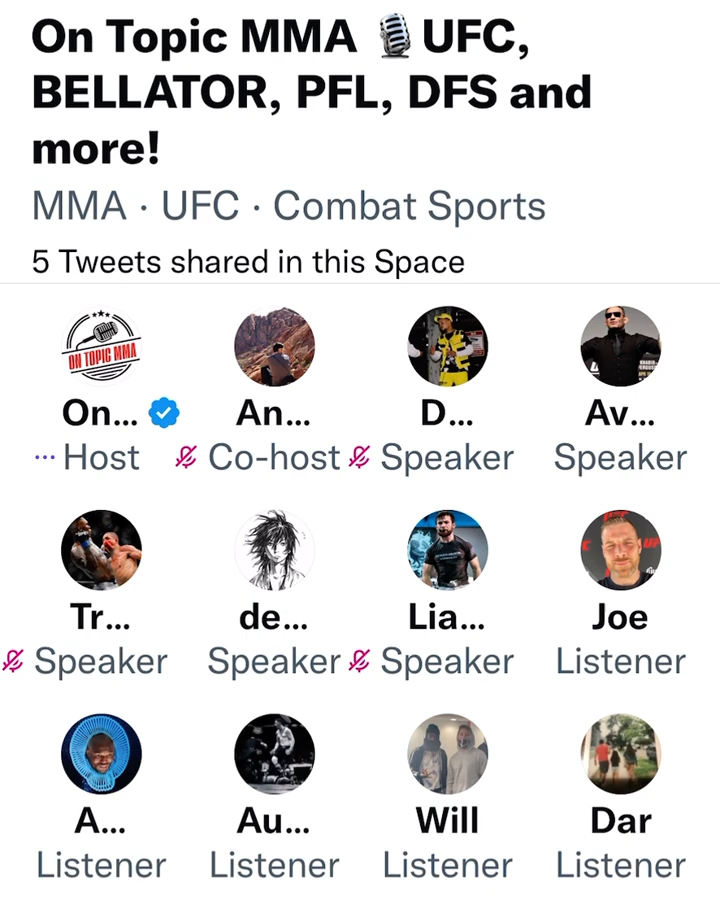 On Topic MMA 🎙️UFC,
BELLATOR, PFL, DFS and
more!
MMA · UFC · Combat Sports
5 Tweets shared in this Space
ON TOPIC MMA
On... An... D... Av...
Host Co-host Speaker Speaker
Tr... de... Lia... Joe
Speaker Speaker Speaker Listener
A... Au... Will Dar
Listener Listener Listener Listener